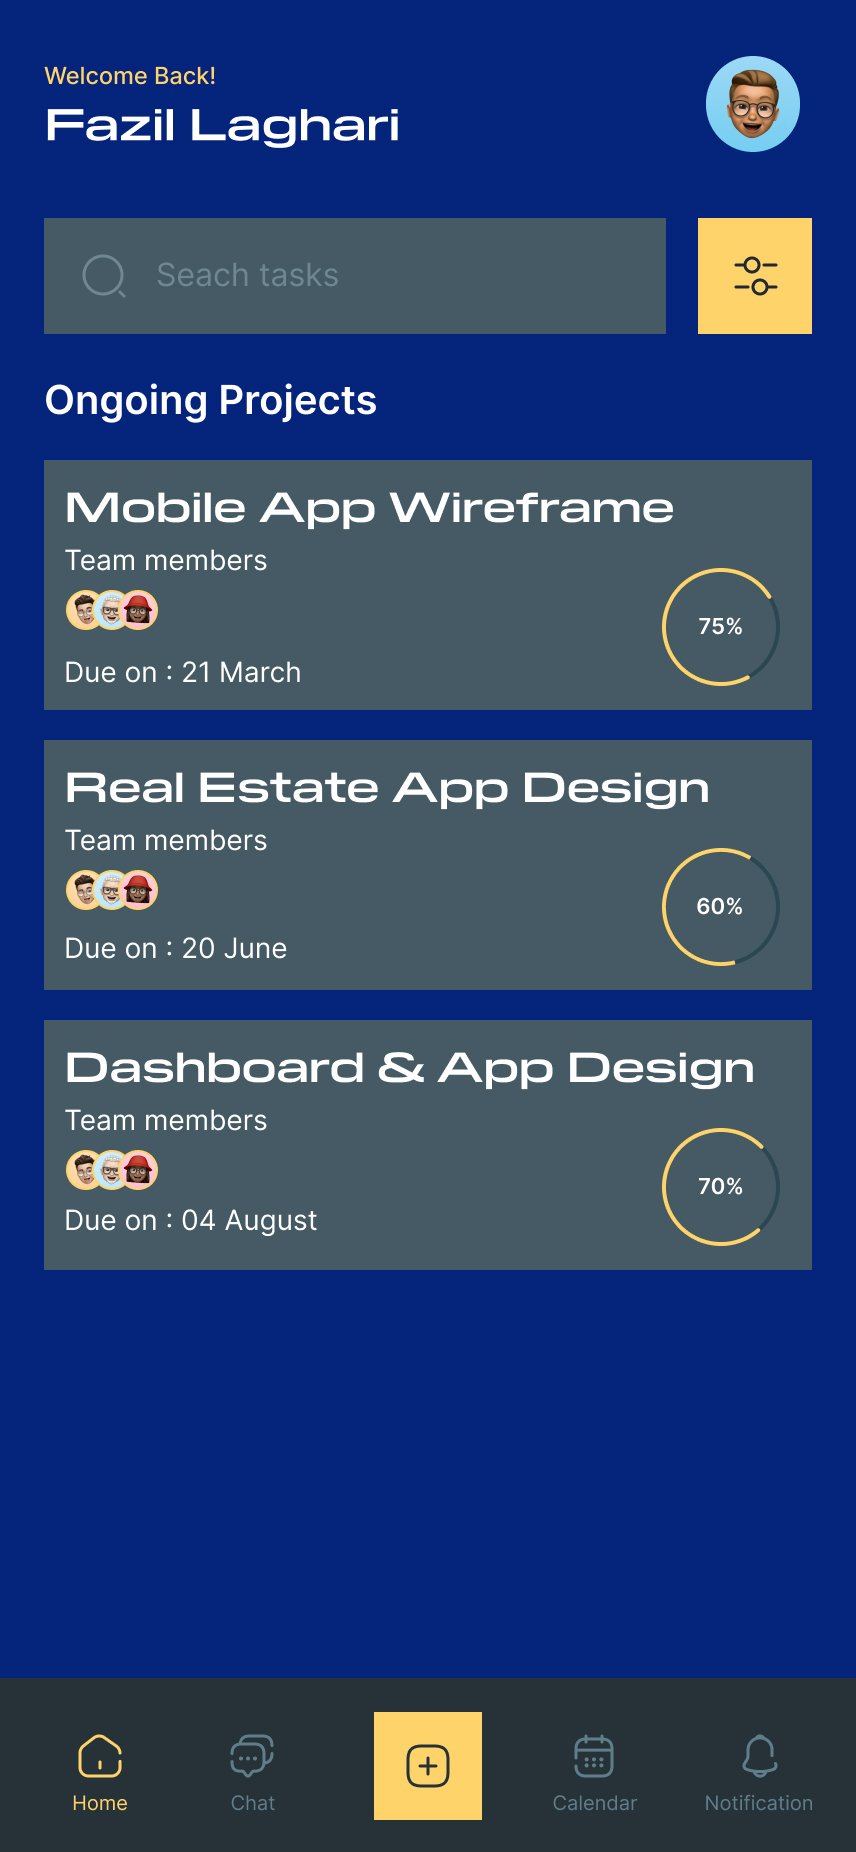 Welcome Back!
Fazil Laghari
Seach tasks
Ongoing Projects
Mobile App Wireframe
Team members
75%
Due on : 21 March
Real Estate App Design
Team members
60%
Due on : 20 June
Dashboard & App Design
Team members
70%
Due on : 04 August
Home
Chat
Calendar
Notification